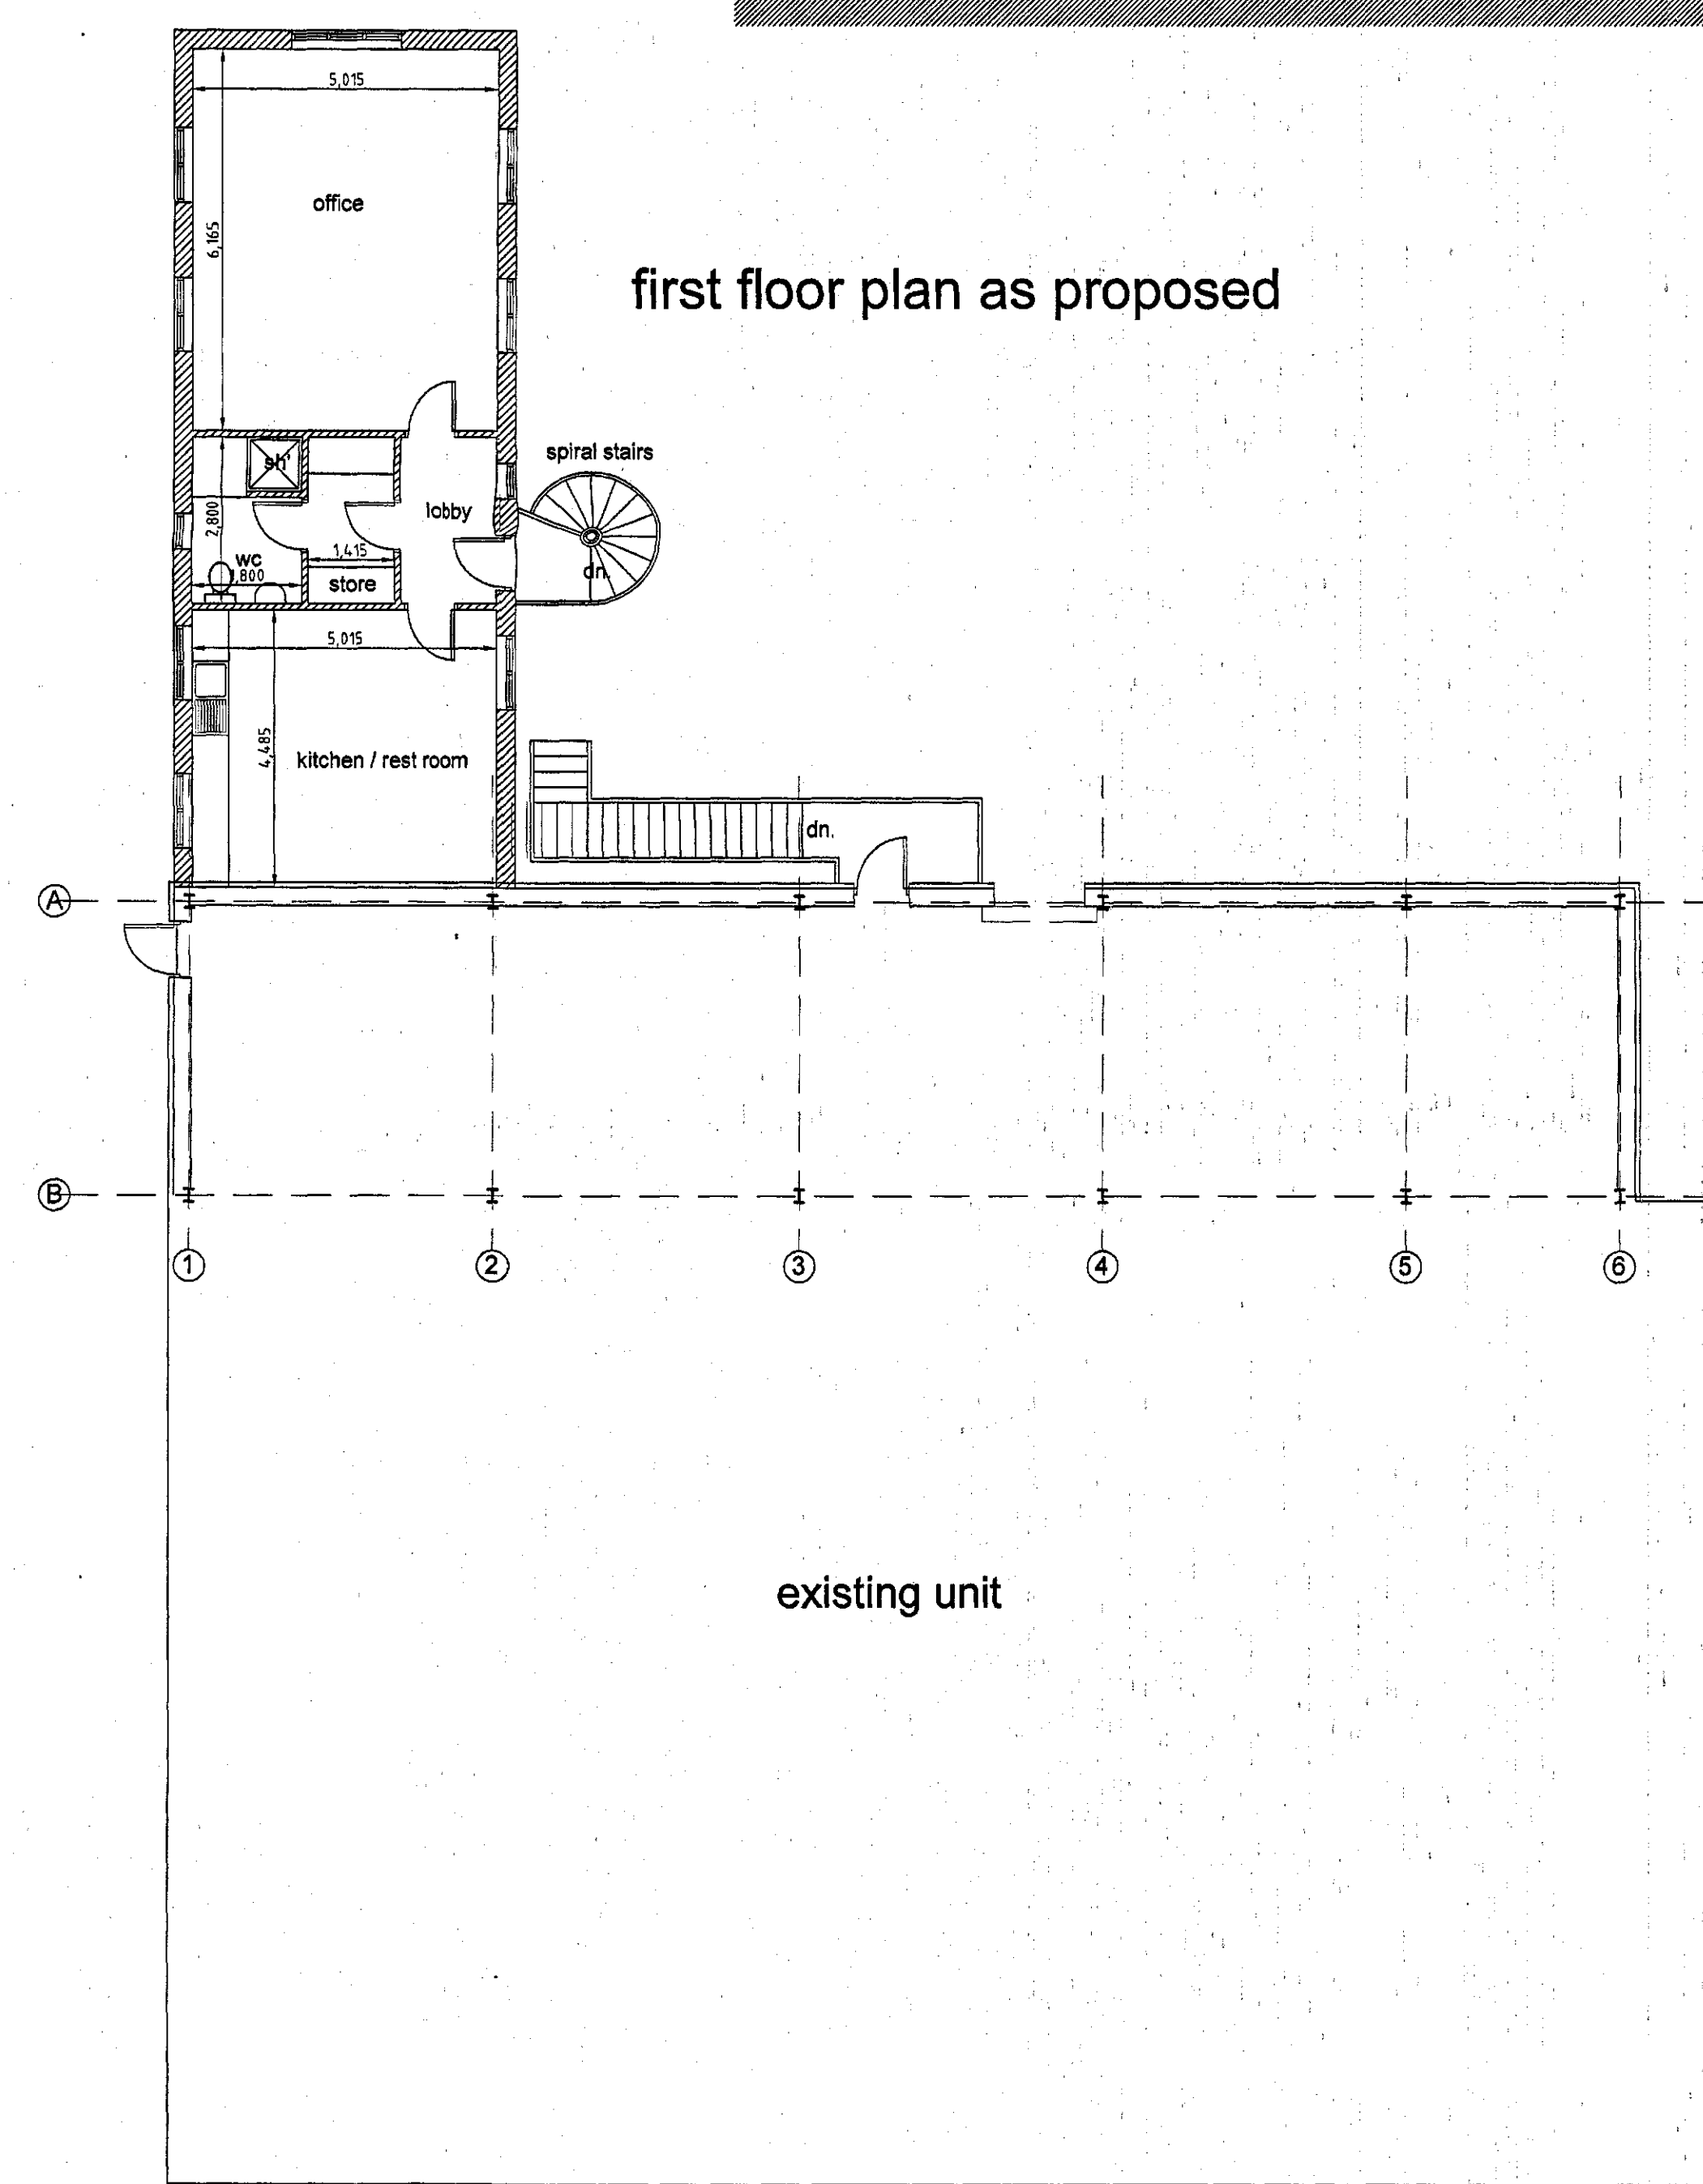 5,015
office
6,165
first floor plan as proposed
spiral stairs
sh'
lobby
2,800
1,415
wc
,800
store
dn.
5,015
4,485
kitchen / rest room
dn.
A
B
1 2 3 4 5 6
existing unit